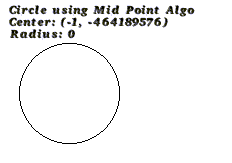 Circle using Mid Point Algo
Center: (-1, -464189576)
Radius: 0